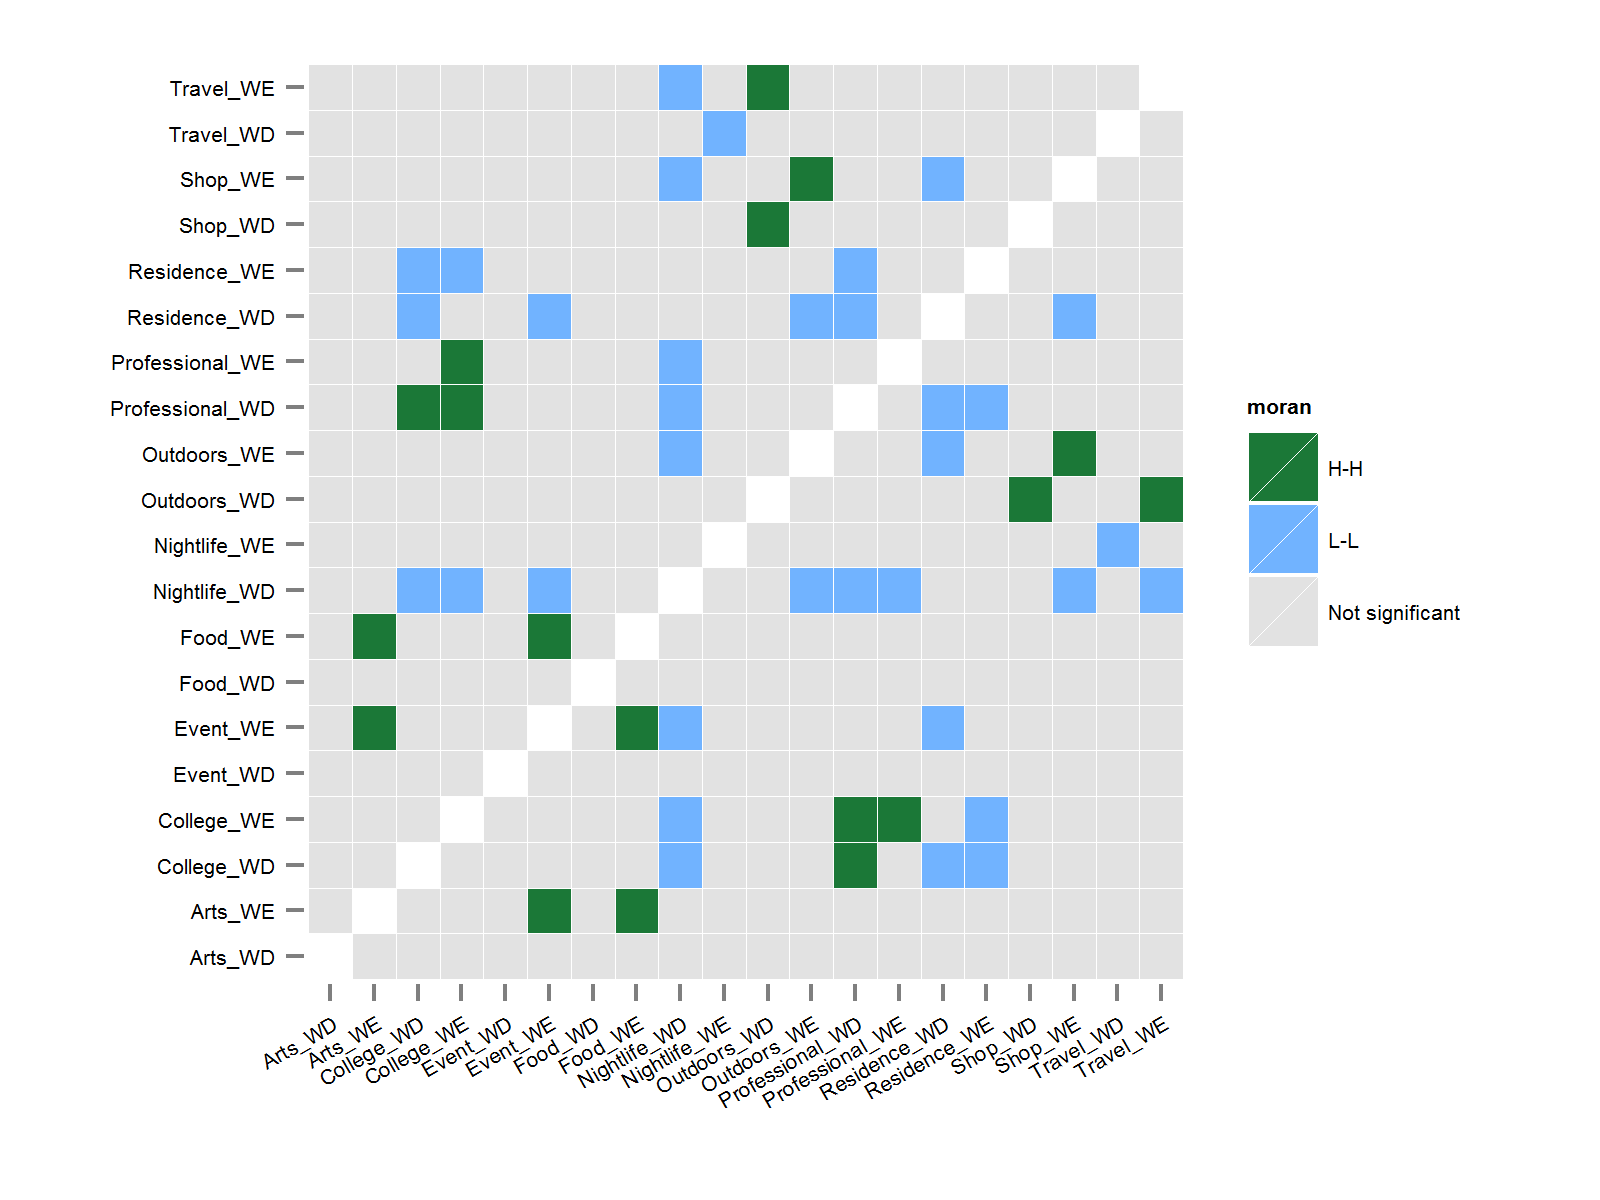 Travel_WE
Travel_WD
Shop_WE
Shop_WD
Residence_WE
Residence_WD
Professional_WE
Professional_WD
Outdoors_WE
Outdoors_WD
Nightlife_WE
Nightlife_WD
Food_WE
Food_WD
Event_WE
Event_WD
College_WE
College_WD
Arts_WE
Arts_WD
Arts_WD
Arts_WE
College_WD
College_WE
Event_WD
Event_WE
Food_WD
Food_WE
Nightlife_WD
Nightlife_WE
Outdoors_WD
Outdoors_WE
Professional_WD
Professional_WE
Residence_WD
Residence_WE
Shop_WD
Shop_WE
Travel_WD
Travel_WE
moran
H-H
L-L
Not significant